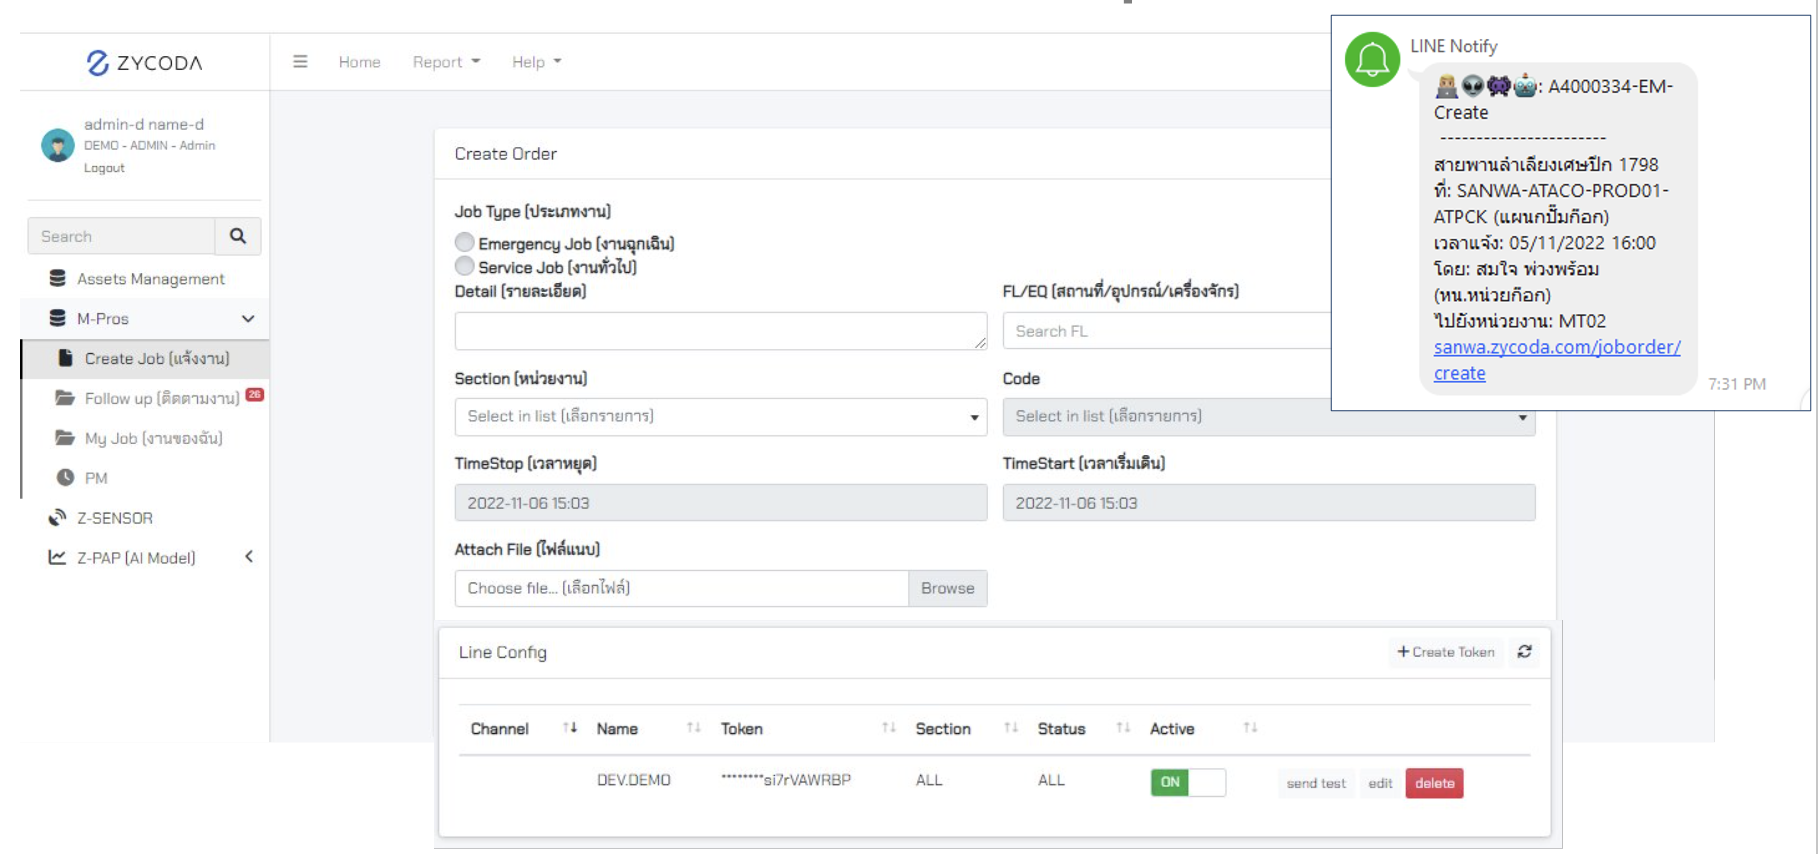 ZYCODA
Home
Report
Help
admin-d name-d
DEMO - ADMIN - Admin
Logout
Search
Assets Management
M-Pros
Create Job (แจ้งงาน)
Follow up (ติดตามงาน) 26
My Job (งานของฉัน)
PM
Z-SENSOR
Z-PAP (AI Model)
Create Order
Job Type (ประเภทงาน)
Emergency Job (งานฉุกเฉิน)
Service Job (งานทั่วไป)
Detail (รายละเอียด)
FL/EQ (สถานที่/อุปกรณ์/เครื่องจักร)
Search FL
Section (หน่วยงาน)
Code
Select in list (เลือกรายการ)
Select in list (เลือกรายการ)
TimeStop (เวลาหยุด)
TimeStart (เวลาเริ่มเดิน)
2022-11-06 15:03
2022-11-06 15:03
Attach File (ไฟล์แนบ)
Choose file... (เลือกไฟล์)
Browse
Line Config
+ Create Token
Channel Name Token Section Status Active
DEV.DEMO ********si7rVAWRBP ALL ALL ON send test edit delete
LINE Notify
: A4000334-EM-
Create
-----------------------
สายพานลำเลียงเศษปีก 1798
ที่: SANWA-ATACO-PROD01-
ATPCK (แผนกปั๊มก๊อก)
เวลาแจ้ง: 05/11/2022 16:00
โดย: สมใจ พ่วงพร้อม
(หน.หน่วยก๊อก)
ไปยังหน่วยงาน: MT02
sanwa.zycoda.com/joborder/
create
7:31 PM